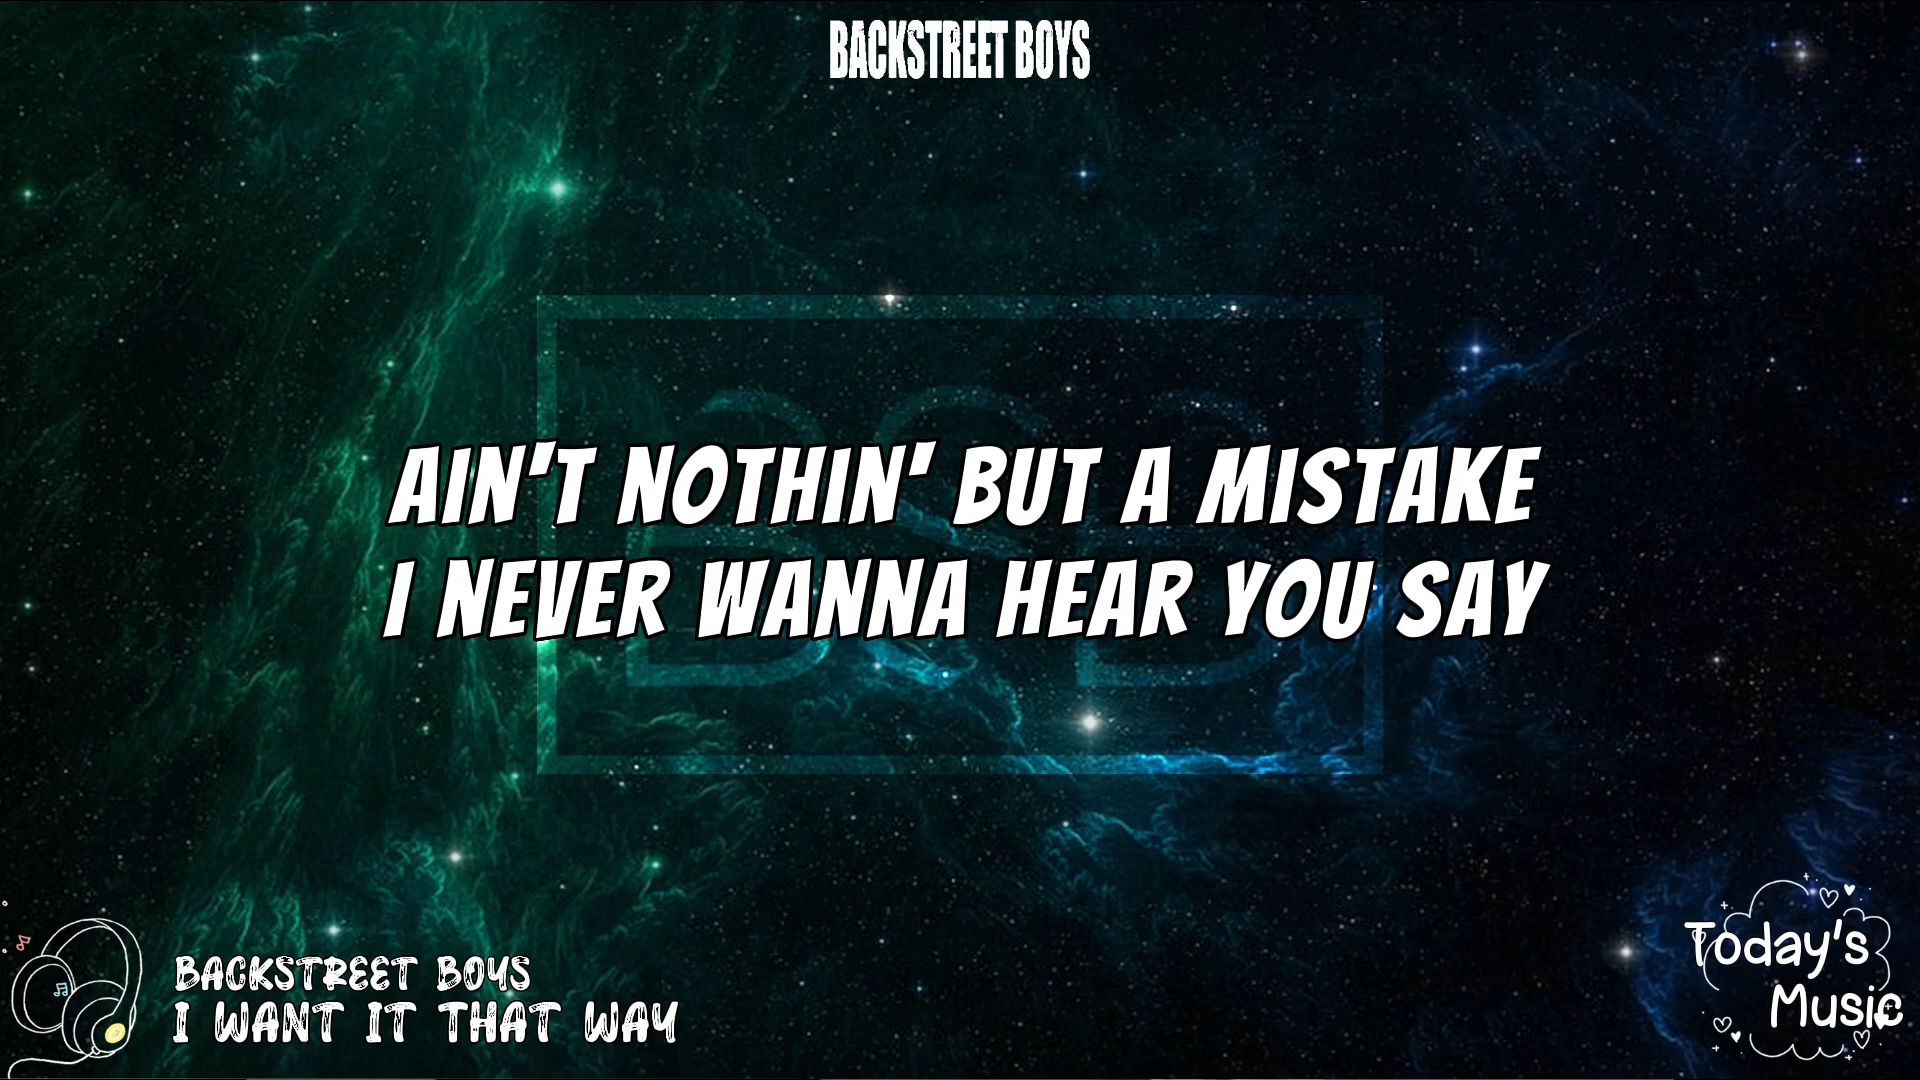 BACKSTREET BOYS
BSB
AIN'T NOTHIN' BUT A MISTAKE
I NEVER WANNA HEAR YOU SAY
BACKSTREET BOYS
I WANT IT THAT WAY
Today's
Music